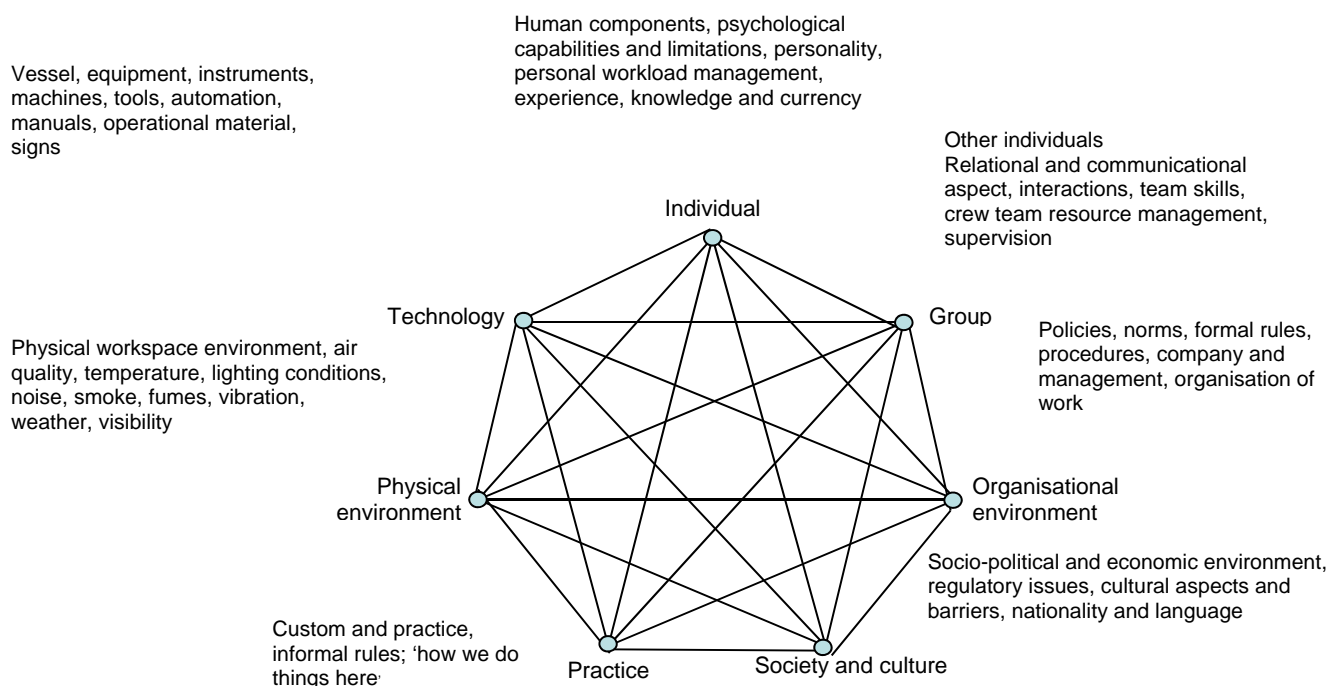 Human components, psychological
capabilities and limitations, personality,
personal workload management,
experience, knowledge and currency
Vessel, equipment, instruments,
machines, tools, automation,
manuals, operational material,
signs
Other individuals
Relational and communicational
aspect, interactions, team skills,
crew team resource management,
supervision
Individual
Technology
Group
Policies, norms, formal rules,
procedures, company and
management, organisation of
work
Physical workspace environment, air
quality, temperature, lighting conditions,
noise, smoke, fumes, vibration,
weather, visibility
Physical
environment
Organisational
environment
Socio-political and economic environment,
regulatory issues, cultural aspects and
barriers, nationality and language
Custom and practice,
informal rules; ‘how we do
things here’
Practice
Society and culture